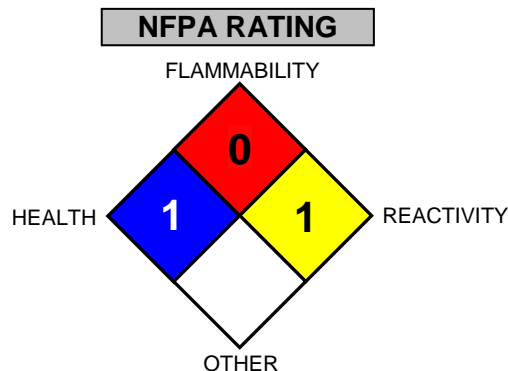 NFPA RATING
FLAMMABILITY
0
HEALTH 1 1 REACTIVITY
OTHER